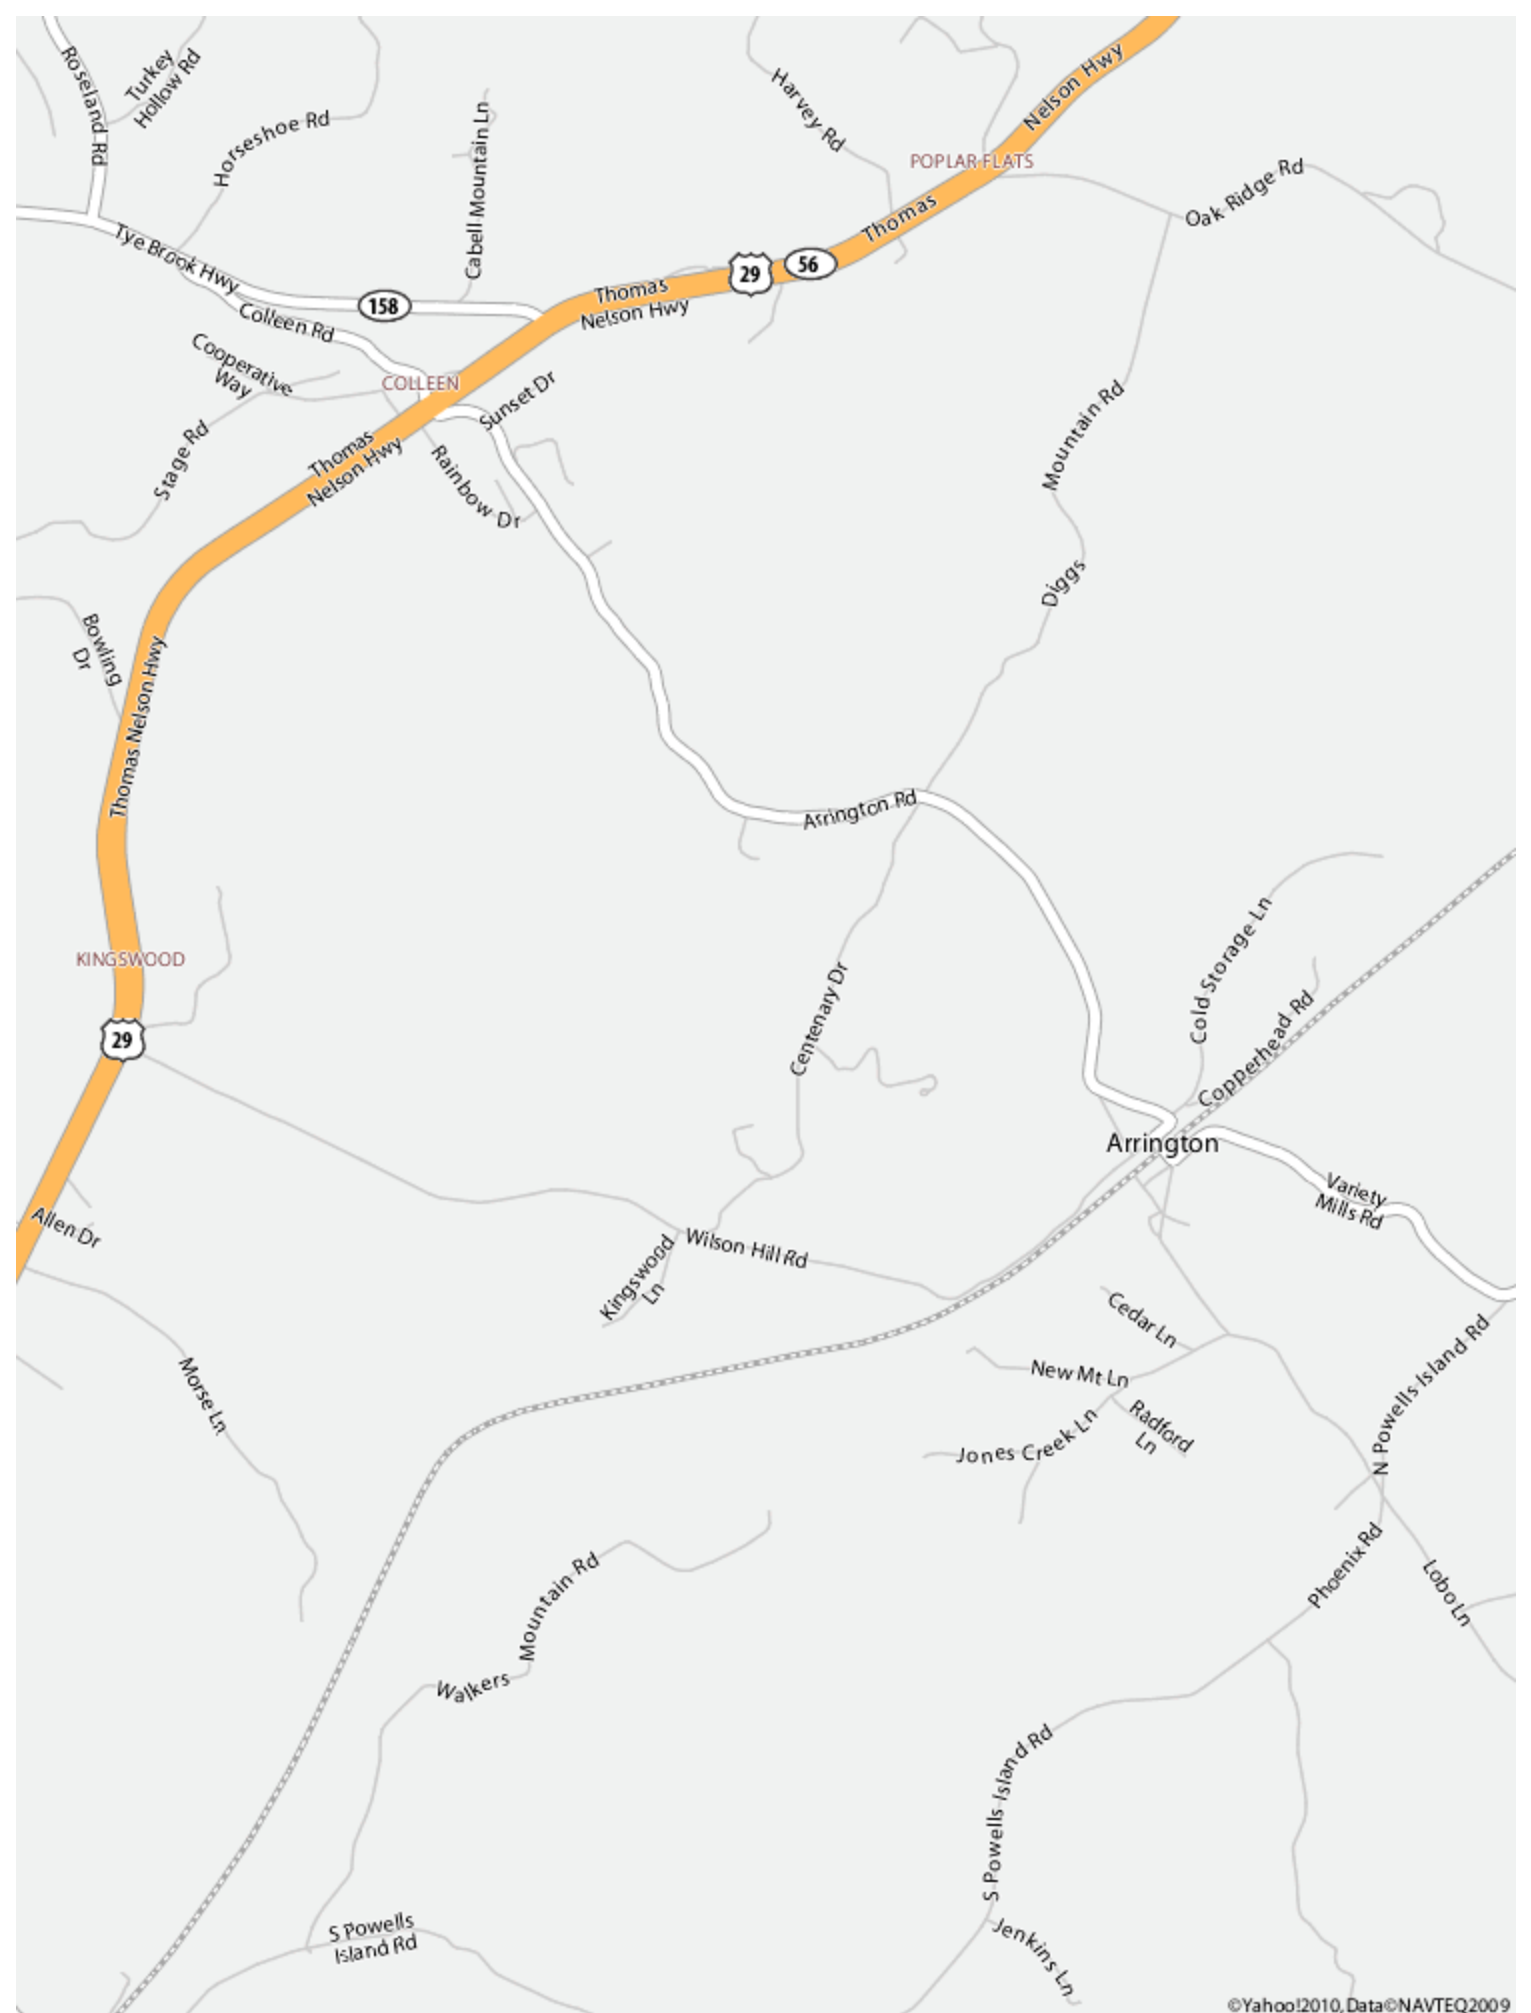 Roseland Rd
Turkey
Hollow Rd
Horseshoe Rd
Cabell Mountain Ln
Harvey Rd
Nelson Hwy
POPLAR FLATS
Oak Ridge Rd
Thomas
Tye Brook Hwy
29
56
158
Thomas
Nelson Hwy
Colleen Rd
Cooperative
Way
COLLEEN
Sunset Dr
Stage Rd
Thomas
Nelson Hwy
Rainbow Dr
Mountain Rd
Diggs
Bowling
Dr
Thomas Nelson Hwy
Arrington Rd
KINGSWOOD
29
Centenary Dr
Cold Storage Ln
Copperhead Rd
Arrington
Variety
Mills Rd
Allen Dr
Wilson Hill Rd
Kingswood
Ln
Cedar Ln
New Mt Ln
Radford
Ln
Jones Creek Ln
N Powells Island Rd
Morse Ln
Phoenix Rd
Lobo Ln
Mountain Rd
Walkers
S Powells Island Rd
S Powells
Island Rd
Jenkins Ln
©Yahoo!2010, Data©NAVTEQ2009